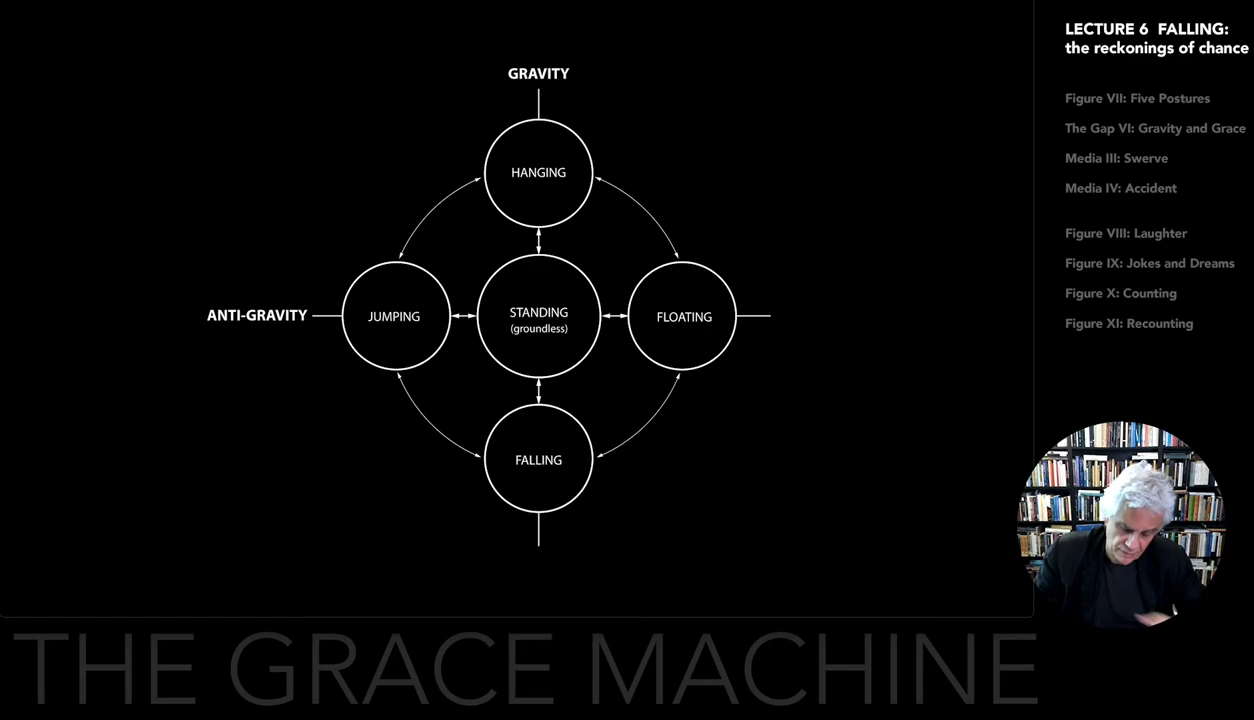 LECTURE 6 FALLING:
the reckonings of chance
Figure VII: Five Postures
The Gap VI: Gravity and Grace
Media III: Swerve
Media IV: Accident
Figure VIII: Laughter
Figure IX: Jokes and Dreams
Figure X: Counting
Figure XI: Recounting
GRAVITY
HANGING
ANTI-GRAVITY
JUMPING
STANDING
(groundless)
FLOATING
FALLING
THE GRACE MACHINE